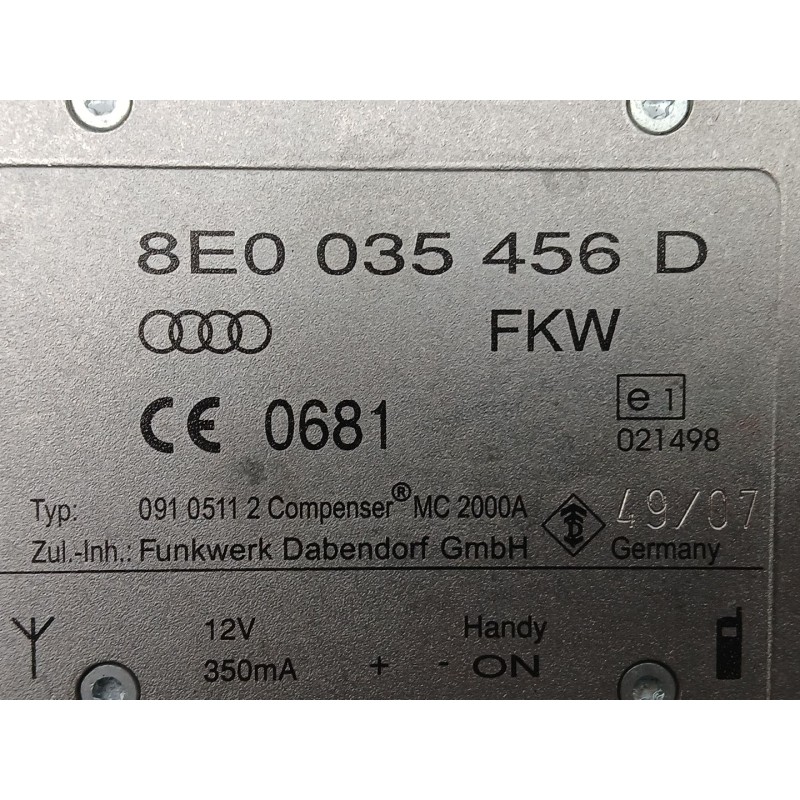 8E0 035 456 D
FKW
CE 0681
e1
021498
Typ: 091 0511 2 Compenser® MC 2000A
49/07
Zul.-Inh.: Funkwerk Dabendorf GmbH
Germany
12V
Handy
350mA + - ON